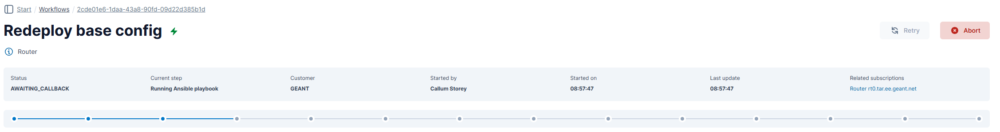 Start / Workflows / 2cde01e6-1daa-43a8-90fd-09d22d385b1d
Redeploy base config
Retry
Abort
Router
Status
AWAITING_CALLBACK
Current step
Running Ansible playbook
Customer
GEANT
Started by
Callum Storey
Started on
08:57:47
Last update
08:57:47
Related subscriptions
Router rt0.tar.ee.geant.net